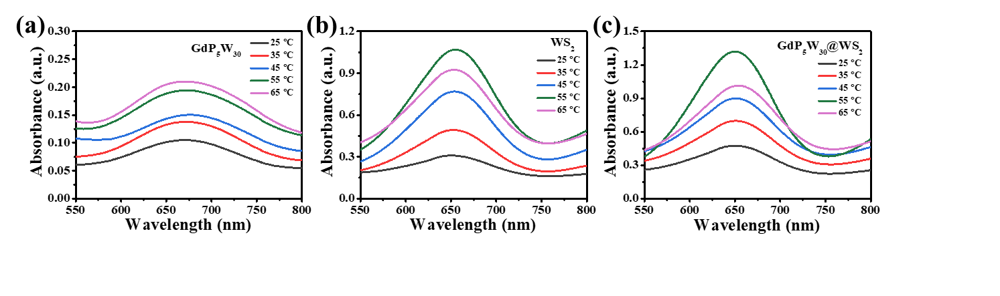 (a)
0.30
0.25
0.20
0.15
0.10
0.05
0.00
Absorbance (a.u.)
GdP5W30
25 ℃
35 ℃
45 ℃
55 ℃
65 ℃
550 600 650 700 750 800
Wavelength (nm)
(b)
1.2
0.9
0.6
0.3
0.0
Absorbance (a.u.)
WS2
25 ℃
35 ℃
45 ℃
55 ℃
65 ℃
550 600 650 700 750 800
Wavelength (nm)
(c)
1.5
1.2
0.9
0.6
0.3
0.0
Absorbance (a.u.)
GdP5W30@WS2
25 ℃
35 ℃
45 ℃
55 ℃
65 ℃
550 600 650 700 750 800
Wavelength (nm)